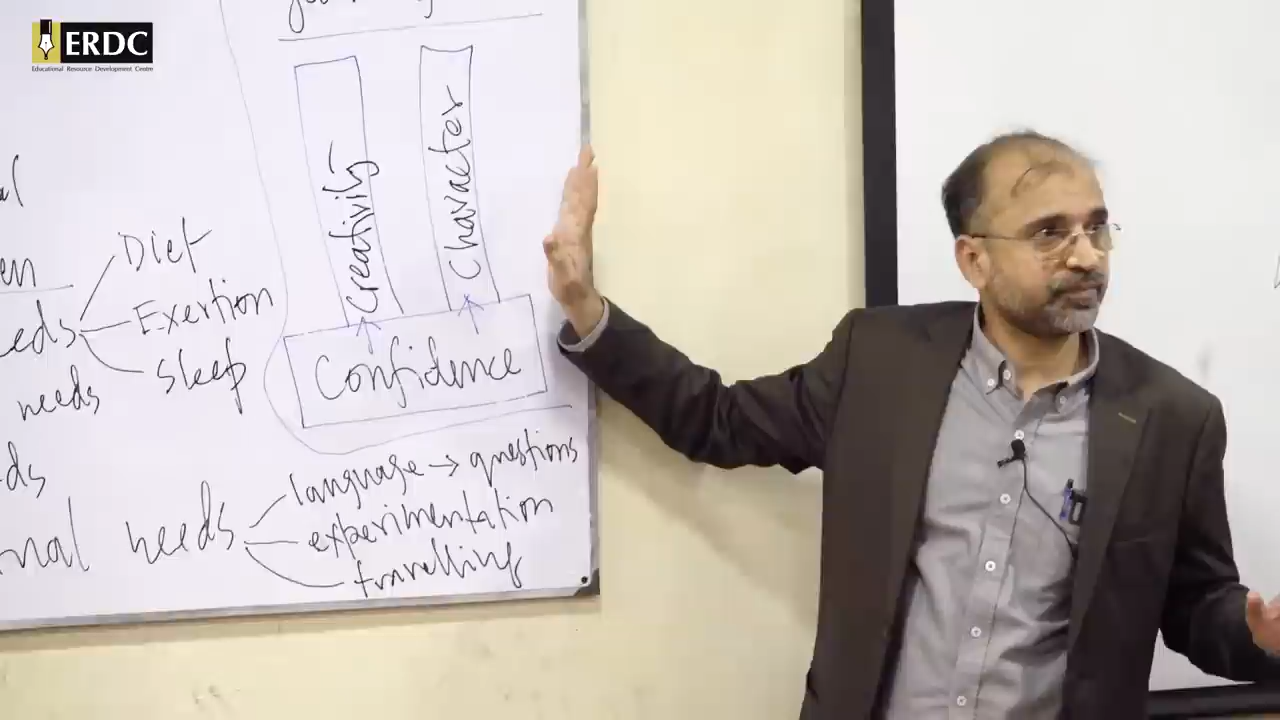 ERDC
Educational Resource Development Centre
Creativity
Character
Confidence
Diet
Exertion
Sleep
needs
needs
language → questions
experimentation
travelling